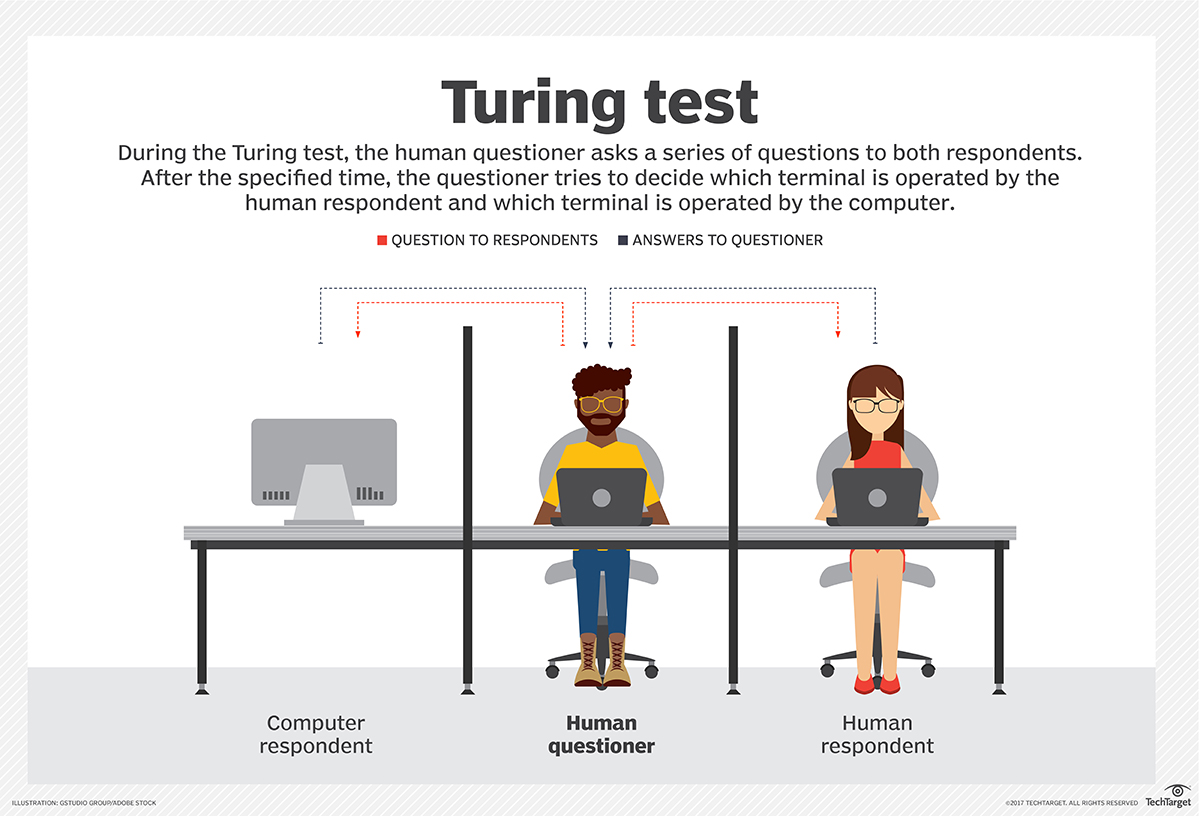 Turing test
During the Turing test, the human questioner asks a series of questions to both respondents.
After the specified time, the questioner tries to decide which terminal is operated by the
human respondent and which terminal is operated by the computer.
QUESTION TO RESPONDENTS ANSWERS TO QUESTIONER
Computer
respondent
Human
questioner
Human
respondent
ILLUSTRATION: GSTUDIO GROUP/ADOBE STOCK
©2017 TECHTARGET. ALL RIGHTS RESERVED TechTarget